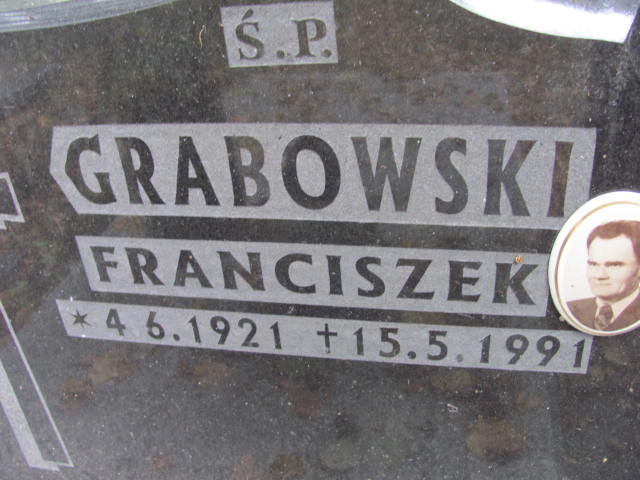 Ś.P.
GRABOWSKI
FRANCISZEK
* 4 6.1921 †15.5.1991